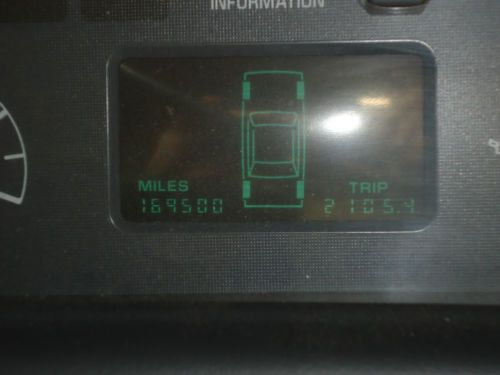 INFORMATION
MILES TRIP
169500 2105.4